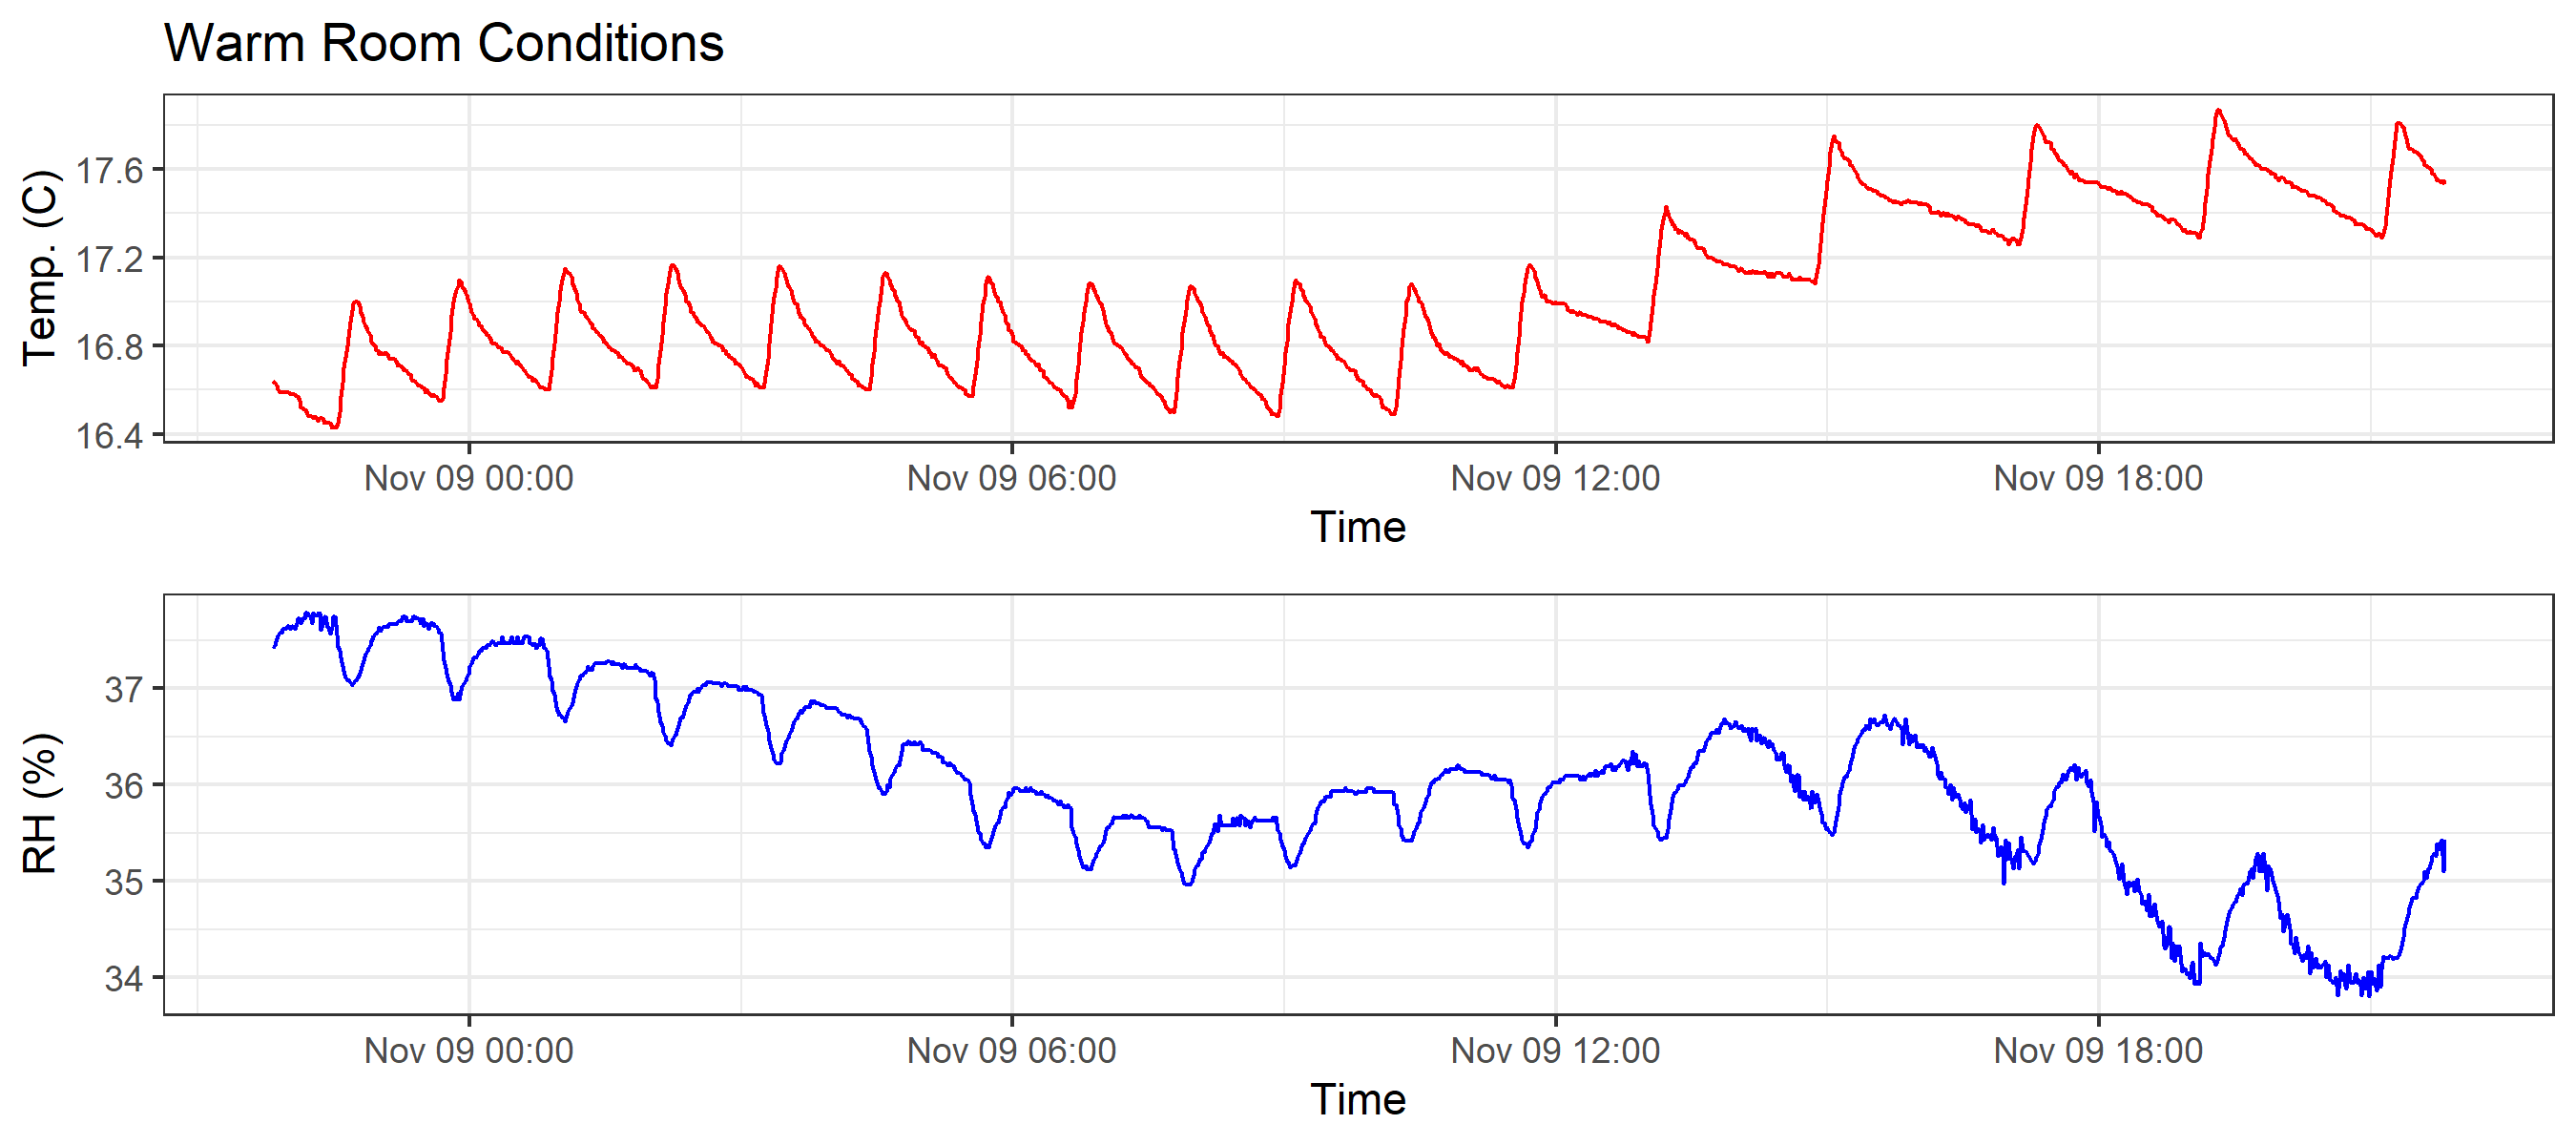 Warm Room Conditions
Temp. (C)
17.6
17.2
16.8
16.4
Nov 09 00:00 Nov 09 06:00 Nov 09 12:00 Nov 09 18:00
Time
RH (%)
37
36
35
34
Nov 09 00:00 Nov 09 06:00 Nov 09 12:00 Nov 09 18:00
Time